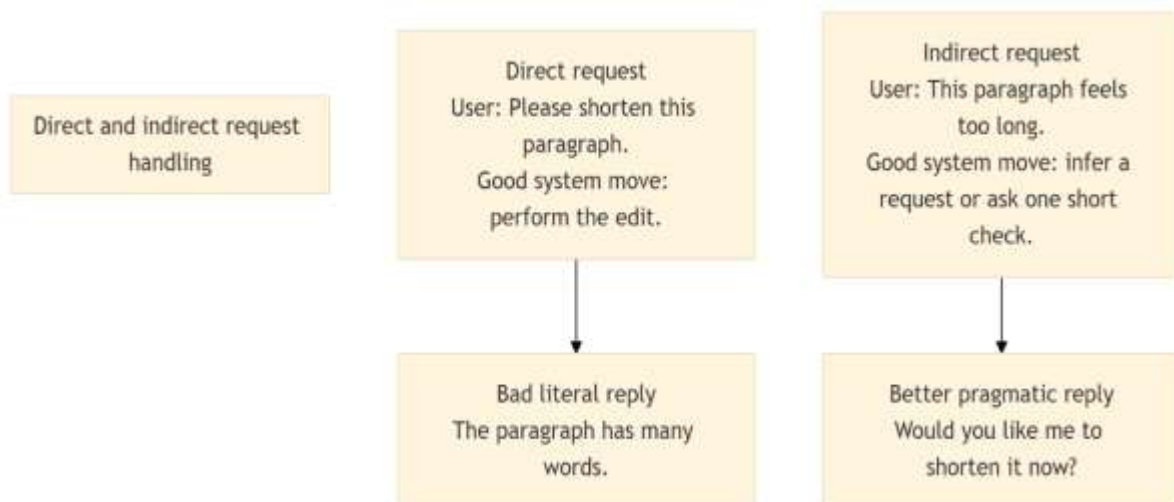 Direct and indirect request
handling
Direct request
User: Please shorten this
paragraph.
Good system move:
perform the edit.
Indirect request
User: This paragraph feels
too long.
Good system move: infer a
request or ask one short
check.
Bad literal reply
The paragraph has many
words.
Better pragmatic reply
Would you like me to
shorten it now?